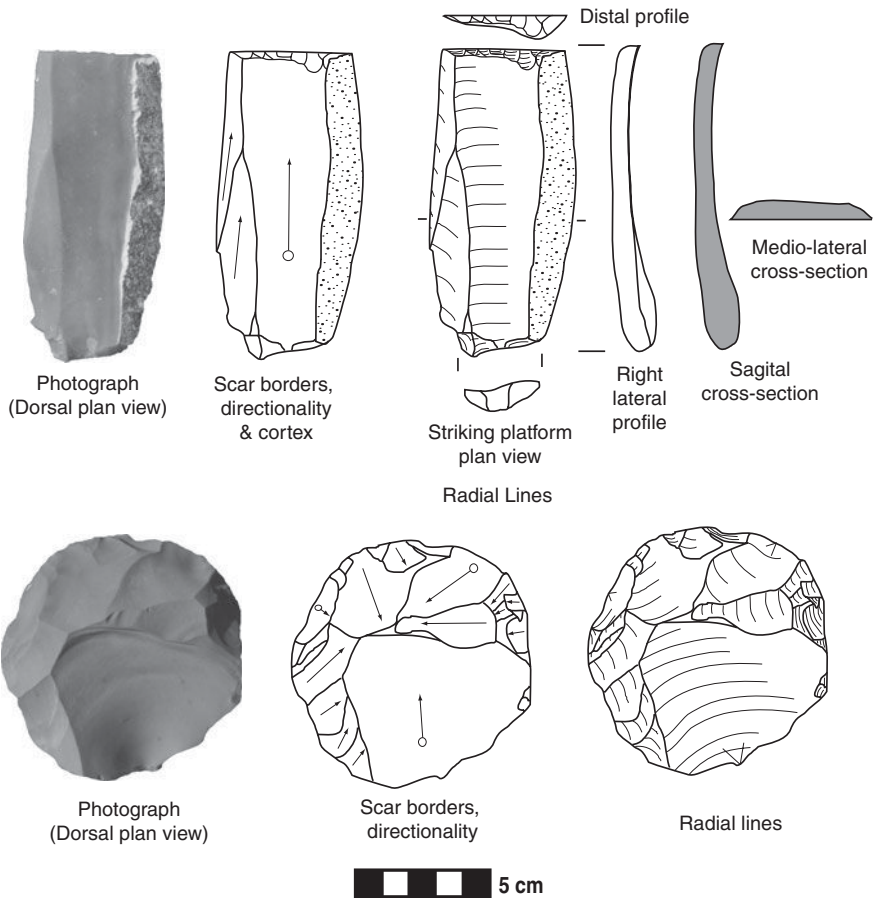 Distal profile
Photograph
(Dorsal plan view)
Scar borders,
directionality
& cortex
Striking platform
plan view
Radial Lines
Right
lateral
profile
Sagital
cross-section
Medio-lateral
cross-section
Photograph
(Dorsal plan view)
Scar borders,
directionality
Radial lines
5 cm